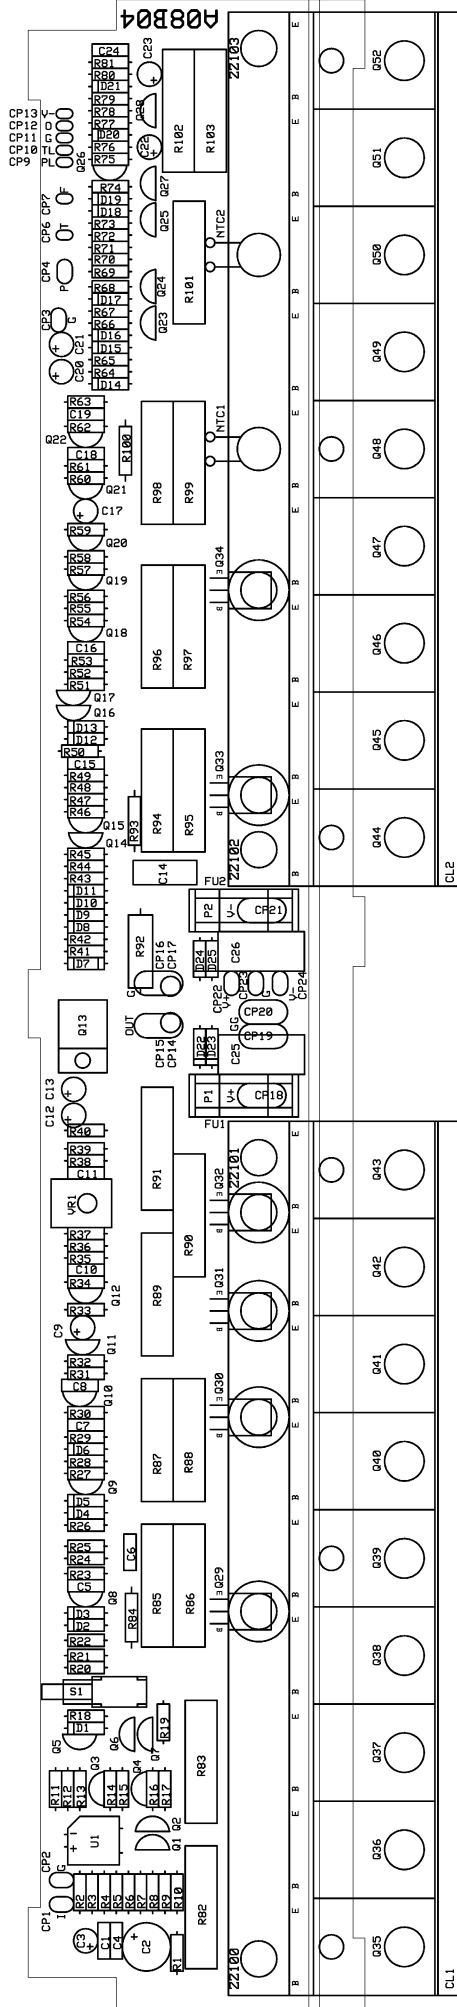 A08B04
C24
R81
R80
D21
R79
R78
R77
D20
R76
R75
C23
Q28
C22
Q26
CP13 V-
CP12 O
CP11 G
CP10 TL
CP9 PL
R102
R103
ZZ103
E
B
Q52
Q51
CP7 F
CP6 T
CP4 P
R74
D19
D18
R73
R72
R71
R70
R69
R68
D17
R67
R66
D16
D15
R65
R64
D14
Q27
Q25
Q24
Q23
R101
NTC2
Q50
Q49
CP3 G
C21
C20
R63
C19
R62
Q22
C18
R61
R60
Q21
C17
R59
Q20
R58
R57
Q19
R56
R55
R54
Q18
C16
R53
R52
R51
Q17
Q16
D13
D12
R50
C15
R49
R48
R47
R46
Q15
Q14
R45
R44
R43
D11
D10
D9
D8
R42
R41
D7
R100
R98
R99
NTC1
Q48
Q34
E
B
Q47
R96
R97
Q46
Q45
Q33
E
B
R93
R94
R95
ZZ102
Q44
CL2
C14
FU2
P2
V-
CP21
R92
CP16
CP17
G
D24
D25
C26
CP22
V+
CP23
G
V-
CP24
CP20
GG
CP19
OUT
CP15
CP14
D22
D23
C25
P1
V+
CP18
FU1
Q13
C13
C12
R40
R39
R38
C11
VR1
R37
R36
R35
C10
R34
Q12
R33
C9
Q11
R32
R31
C8
Q10
R30
C7
R29
D6
R28
R27
Q9
D5
D4
R26
R25
R24
R23
C5
Q8
D3
D2
R22
R21
R20
R91
R90
R89
Q32
E
B
ZZ101
Q43
Q31
E
B
Q42
Q41
Q30
E
B
R87
R88
Q40
C6
R84
R85
R86
Q29
E
B
Q39
Q38
S1
R18
D1
Q5
Q6
Q7
R19
R83
Q37
Q3
Q4
R11
R12
R13
R14
R15
R16
R17
U1
Q2
Q1
Q36
CP2 G
CP1 I
R2
R3
R4
R5
R6
R7
R8
R9
R10
R82
C3
C1
C4
C2
R1
ZZ100
Q35
CL1